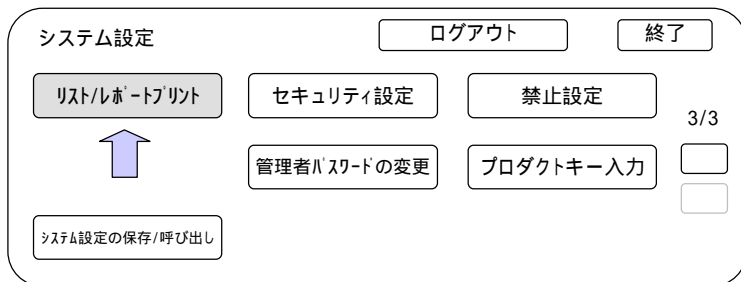 システム設定
ログアウト
終了
ﾘｽﾄ/ﾚﾎﾟｰﾄﾌﾟﾘﾝﾄ
セキュリティ設定
禁止設定
3/3
管理者ﾊﾟｽﾜｰﾄﾞの変更
プロダクトキー入力
ｼｽﾃﾑ設定の保存/呼び出し